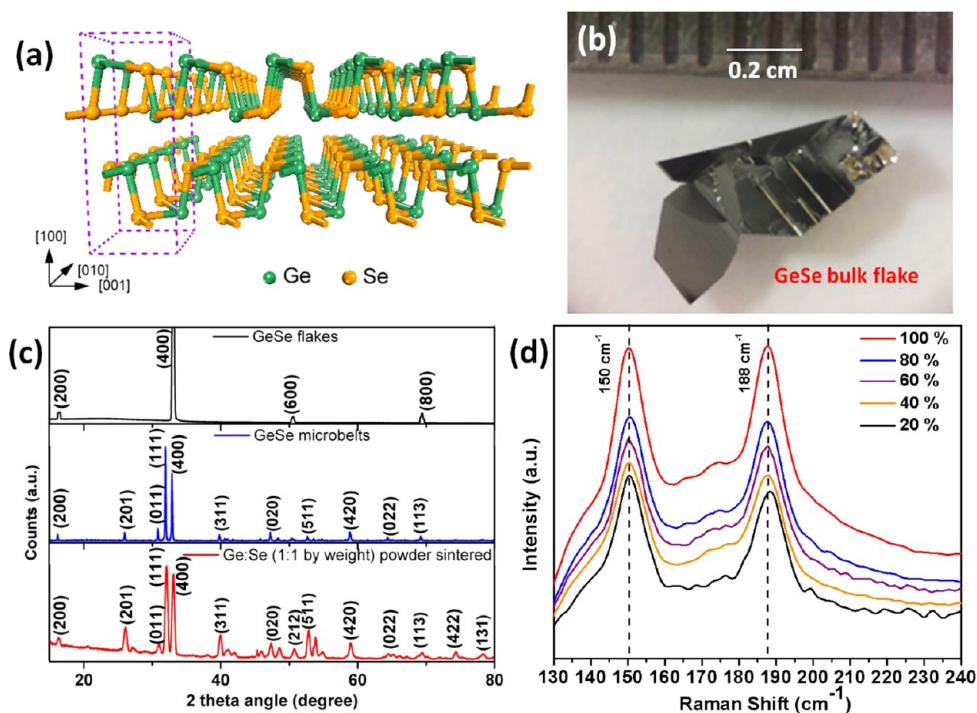 (a)
[100]
[010]
[001]
Ge
Se
(b)
0.2 cm
GeSe bulk flake
(c)
Counts (a.u.)
GeSe flakes
(200)
(400)
(600)
(800)
GeSe microbelts
(200)
(201)
(011)
(111)
(400)
(311)
(020)
(511)
(420)
(022)
(113)
Ge:Se (1:1 by weight) powder sintered
(200)
(201)
(011)
(111)
(400)
(311)
(020)
(212)
(511)
(420)
(022)
(113)
(422)
(131)
20 40 60 80
2 theta angle (degree)
(d)
Intensity (a.u.)
150 cm⁻¹
188 cm⁻¹
100 %
80 %
60 %
40 %
20 %
130 140 150 160 170 180 190 200 210 220 230 240
Raman Shift (cm⁻¹)